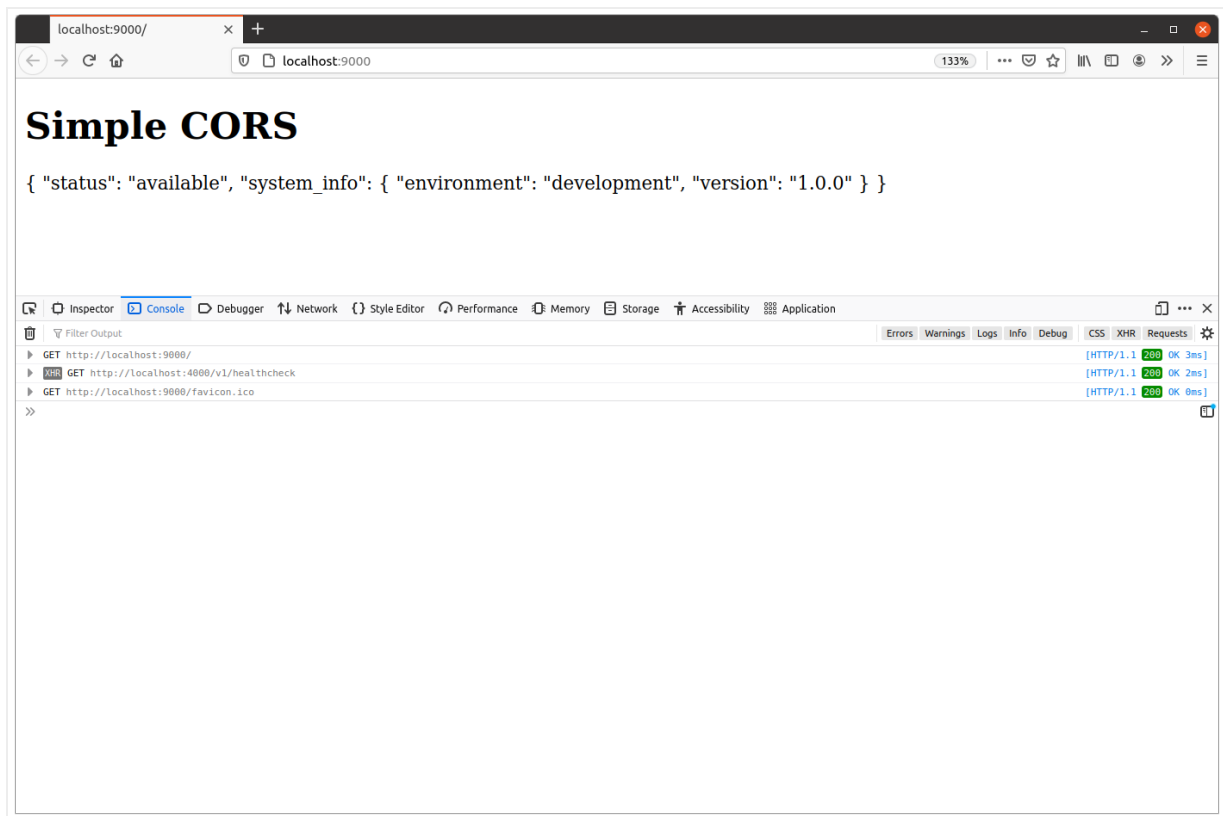 localhost:9000/
localhost:9000
133%
Simple CORS
{ "status": "available", "system_info": { "environment": "development", "version": "1.0.0" } }
Inspector Console Debugger Network Style Editor Performance Memory Storage Accessibility Application
Filter Output Errors Warnings Logs Info Debug CSS XHR Requests
GET http://localhost:9000/ [HTTP/1.1 200 OK 3ms]
XHR GET http://localhost:4000/v1/healthcheck [HTTP/1.1 200 OK 2ms]
GET http://localhost:9000/favicon.ico [HTTP/1.1 200 OK 0ms]